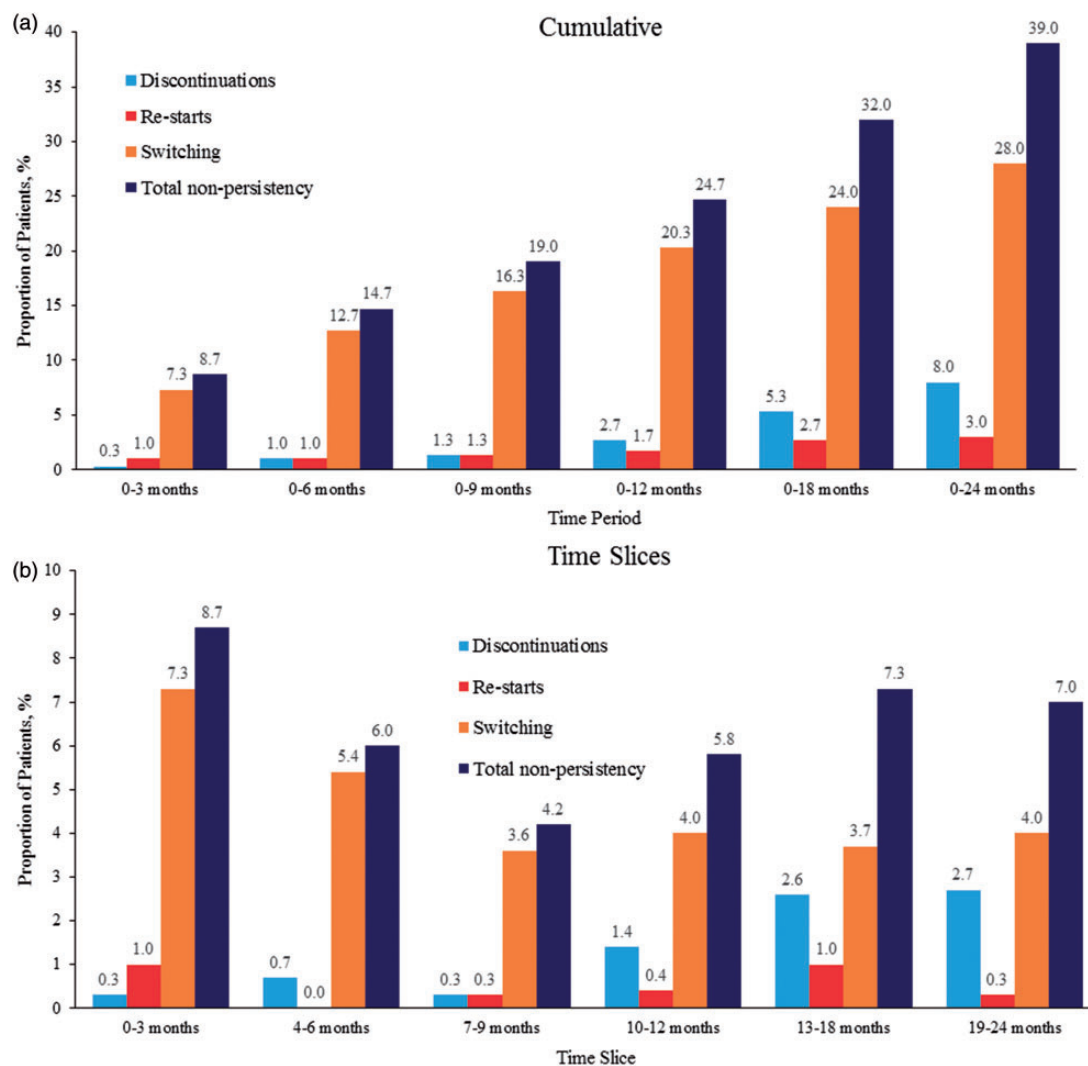 (a)
Cumulative
Proportion of Patients, %
40
35
30
25
20
15
10
5
0
Discontinuations
Re-starts
Switching
Total non-persistency
0.3 1.0 7.3 8.7
1.0 1.0 12.7 14.7
1.3 1.3 16.3 19.0
2.7 1.7 20.3 24.7
5.3 2.7 24.0 32.0
8.0 3.0 28.0 39.0
0-3 months 0-6 months 0-9 months 0-12 months 0-18 months 0-24 months
Time Period
(b)
Time Slices
Proportion of Patients, %
10
9
8
7
6
5
4
3
2
1
0
Discontinuations
Re-starts
Switching
Total non-persistency
0.3 1.0 7.3 8.7
0.7 0.0 5.4 6.0
0.3 0.3 3.6 4.2
1.4 0.4 4.0 5.8
2.6 1.0 3.7 7.3
2.7 0.3 4.0 7.0
0-3 months 4-6 months 7-9 months 10-12 months 13-18 months 19-24 months
Time Slice